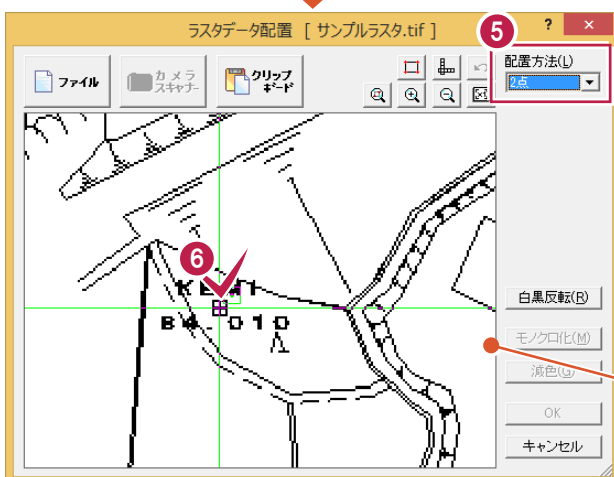 ラスタデータ配置 [ サンプルラスタ.tif ]
?
×
5
配置方法(L)
2点
ファイル
カメラ
スキャナー
クリップ
ボード
6
84.010
白黒反転(R)
モノクロ化(M)
減色(G)
OK
キャンセル